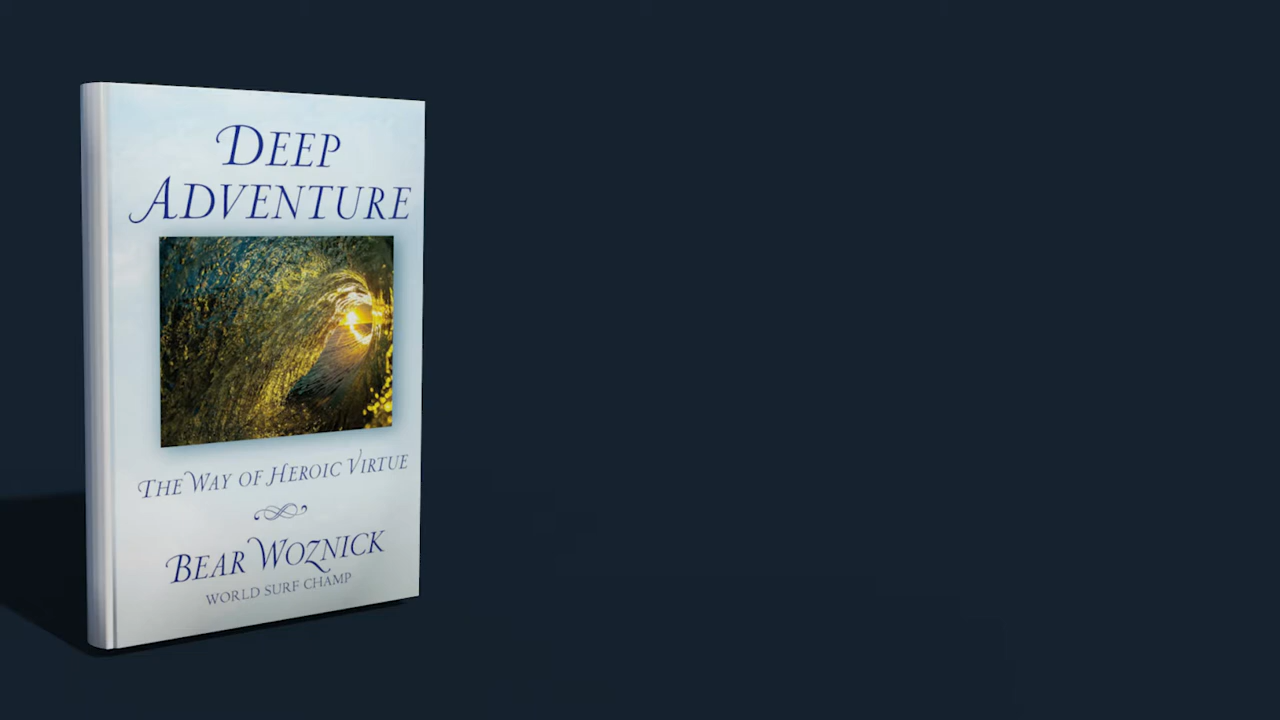 DEEP
ADVENTURE
THE WAY OF HEROIC VIRTUE
BEAR WOZNICK
WORLD SURF CHAMP